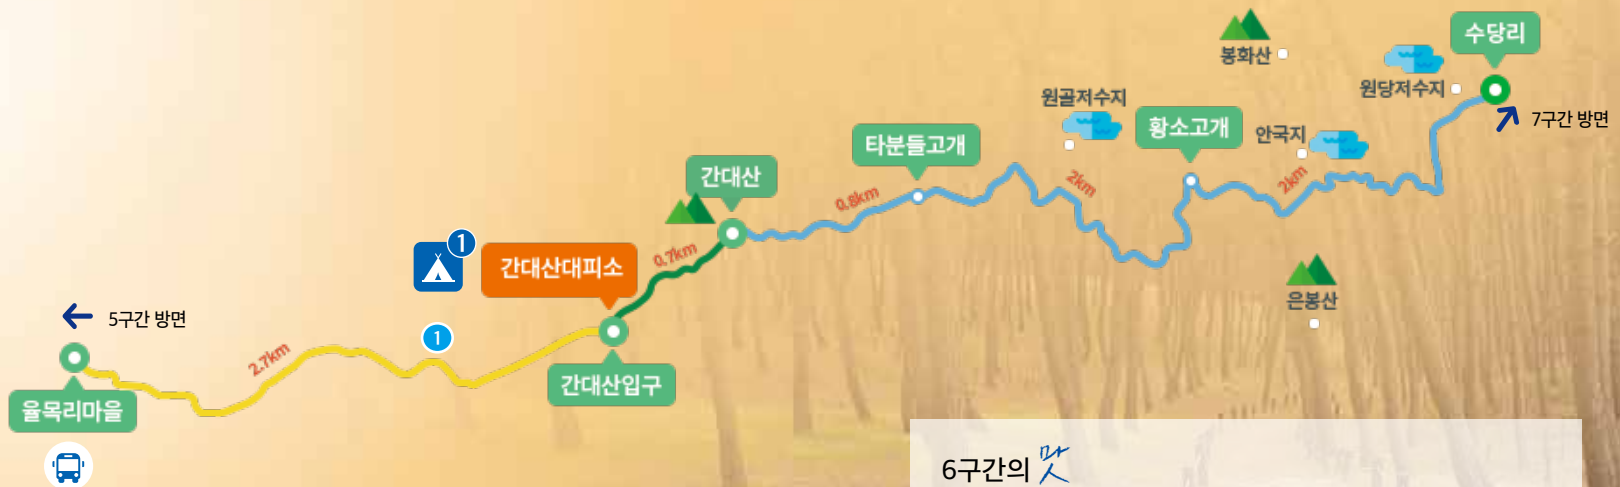 봉화산
수당리
원당저수지
7구간 방면
원골저수지
황소고개
안국지
타분들고개
2km
2km
간대산
0.8km
0.7km
1
간대산대피소
은봉산
5구간 방면
1
2.7km
간대산입구
율목리마을
6구간의 맛